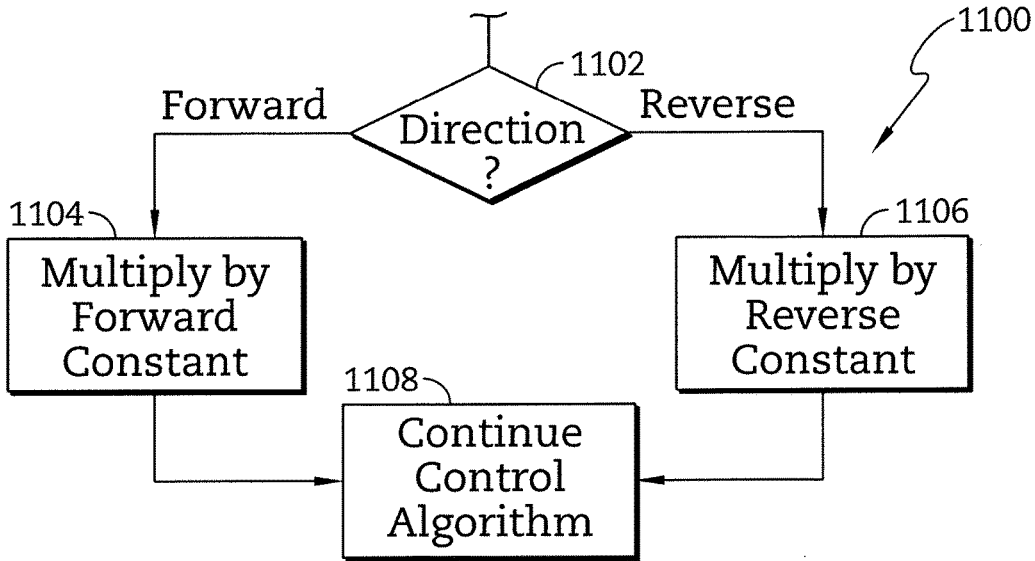 1100
1102
Forward
Reverse
Direction
?
1104
1106
Multiply by
Forward
Constant
Multiply by
Reverse
Constant
1108
Continue
Control
Algorithm